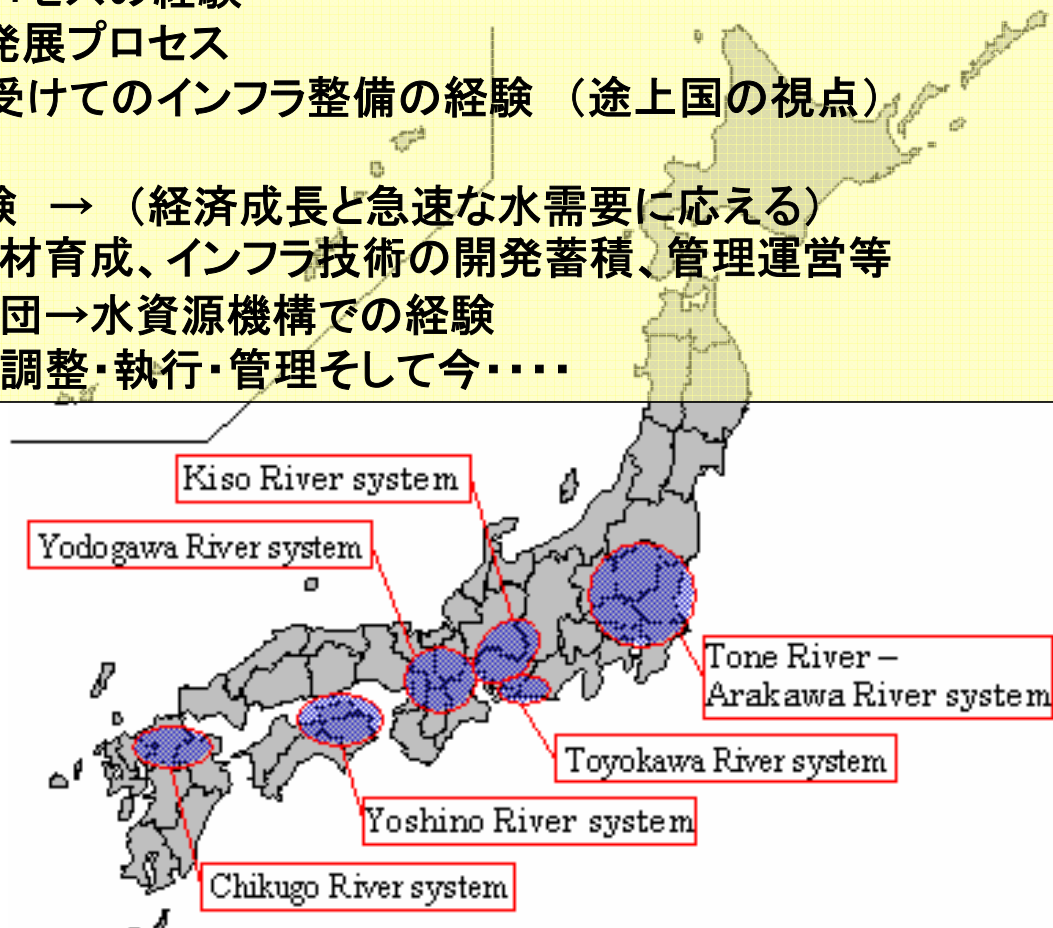 の経験
発展プロセス
受けてのインフラ整備の経験 （途上国の視点）
験 → （経済成長と急速な水需要に応える）
材育成、インフラ技術の開発蓄積、管理運営等
団→水資源機構での経験
調整・執行・管理そして今・・・・
Kiso River system
Yodogawa River system
Tone River –
Arakawa River system
Toyokawa River system
Yoshino River system
Chikugo River system